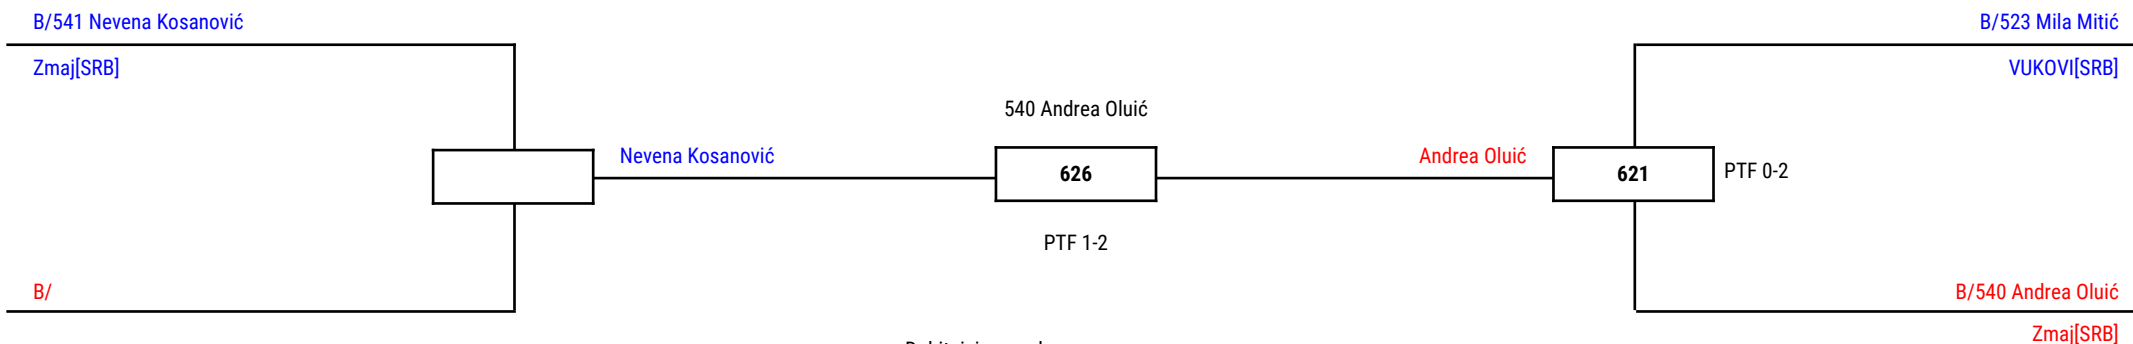 B/541 Nevena Kosanović
B/523 Mila Mitić
Zmaj[SRB]
VUKOVI[SRB]
540 Andrea Oluić
Nevena Kosanović
626
Andrea Oluić
621
PTF 0-2
PTF 1-2
B/
B/540 Andrea Oluić
Zmaj[SRB]